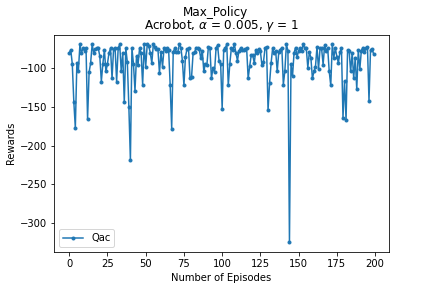 Max_Policy
Acrobot, α = 0.005, γ = 1
−100
−150
−200
−250
−300
Rewards
Qac
0 25 50 75 100 125 150 175 200
Number of Episodes